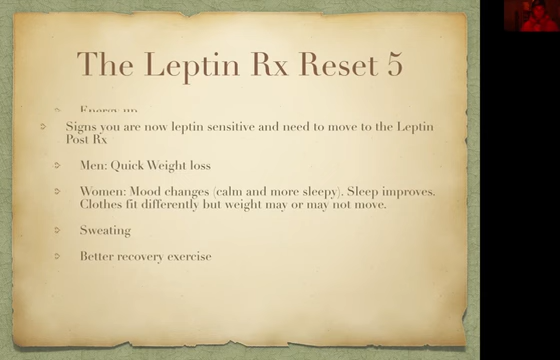 The Leptin Rx Reset 5
Energy up
Signs you are now leptin sensitive and need to move to the Leptin
Post Rx
Men: Quick Weight loss
Women: Mood changes (calm and more sleepy). Sleep improves.
Clothes fit differently but weight may or may not move.
Sweating
Better recovery exercise